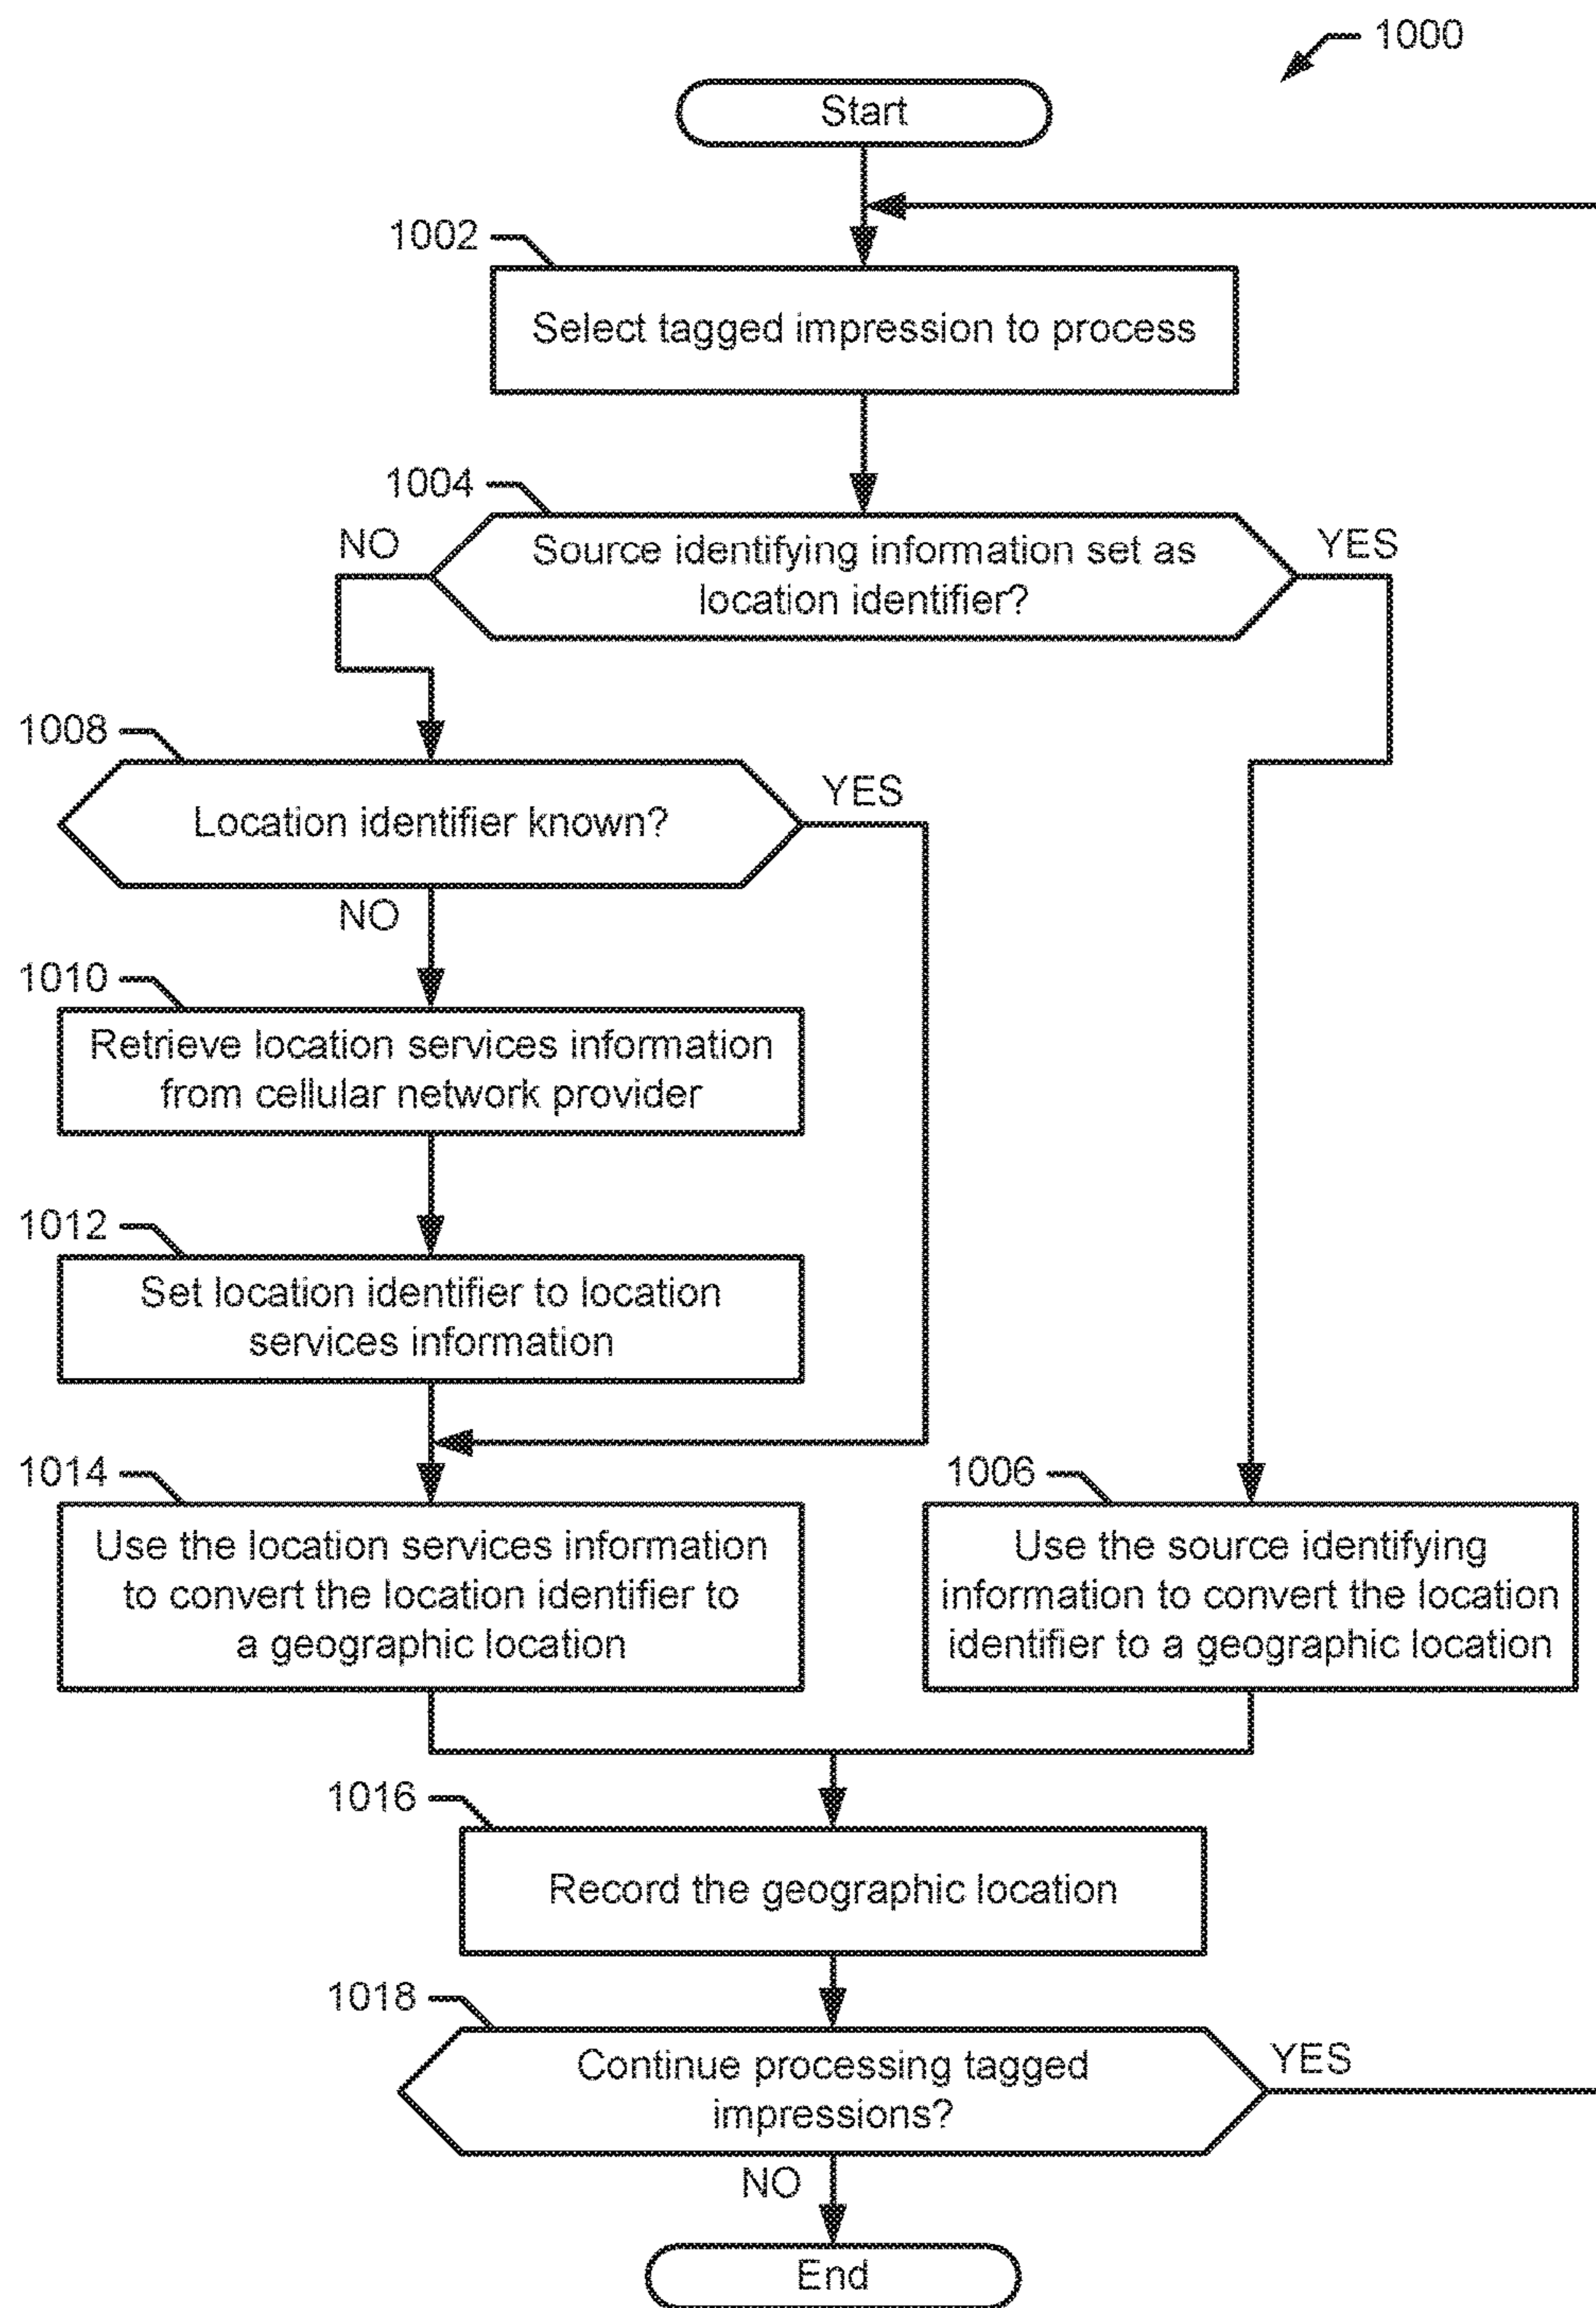 1000
Start
1002
Select tagged impression to process
1004
NO
Source identifying information set as
location identifier?
YES
1008
Location identifier known?
YES
NO
1010
Retrieve location services information
from cellular network provider
1012
Set location identifier to location
services information
1014
Use the location services information
to convert the location identifier to
a geographic location
1006
Use the source identifying
information to convert the location
identifier to a geographic location
1016
Record the geographic location
1018
Continue processing tagged
impressions?
YES
NO
End